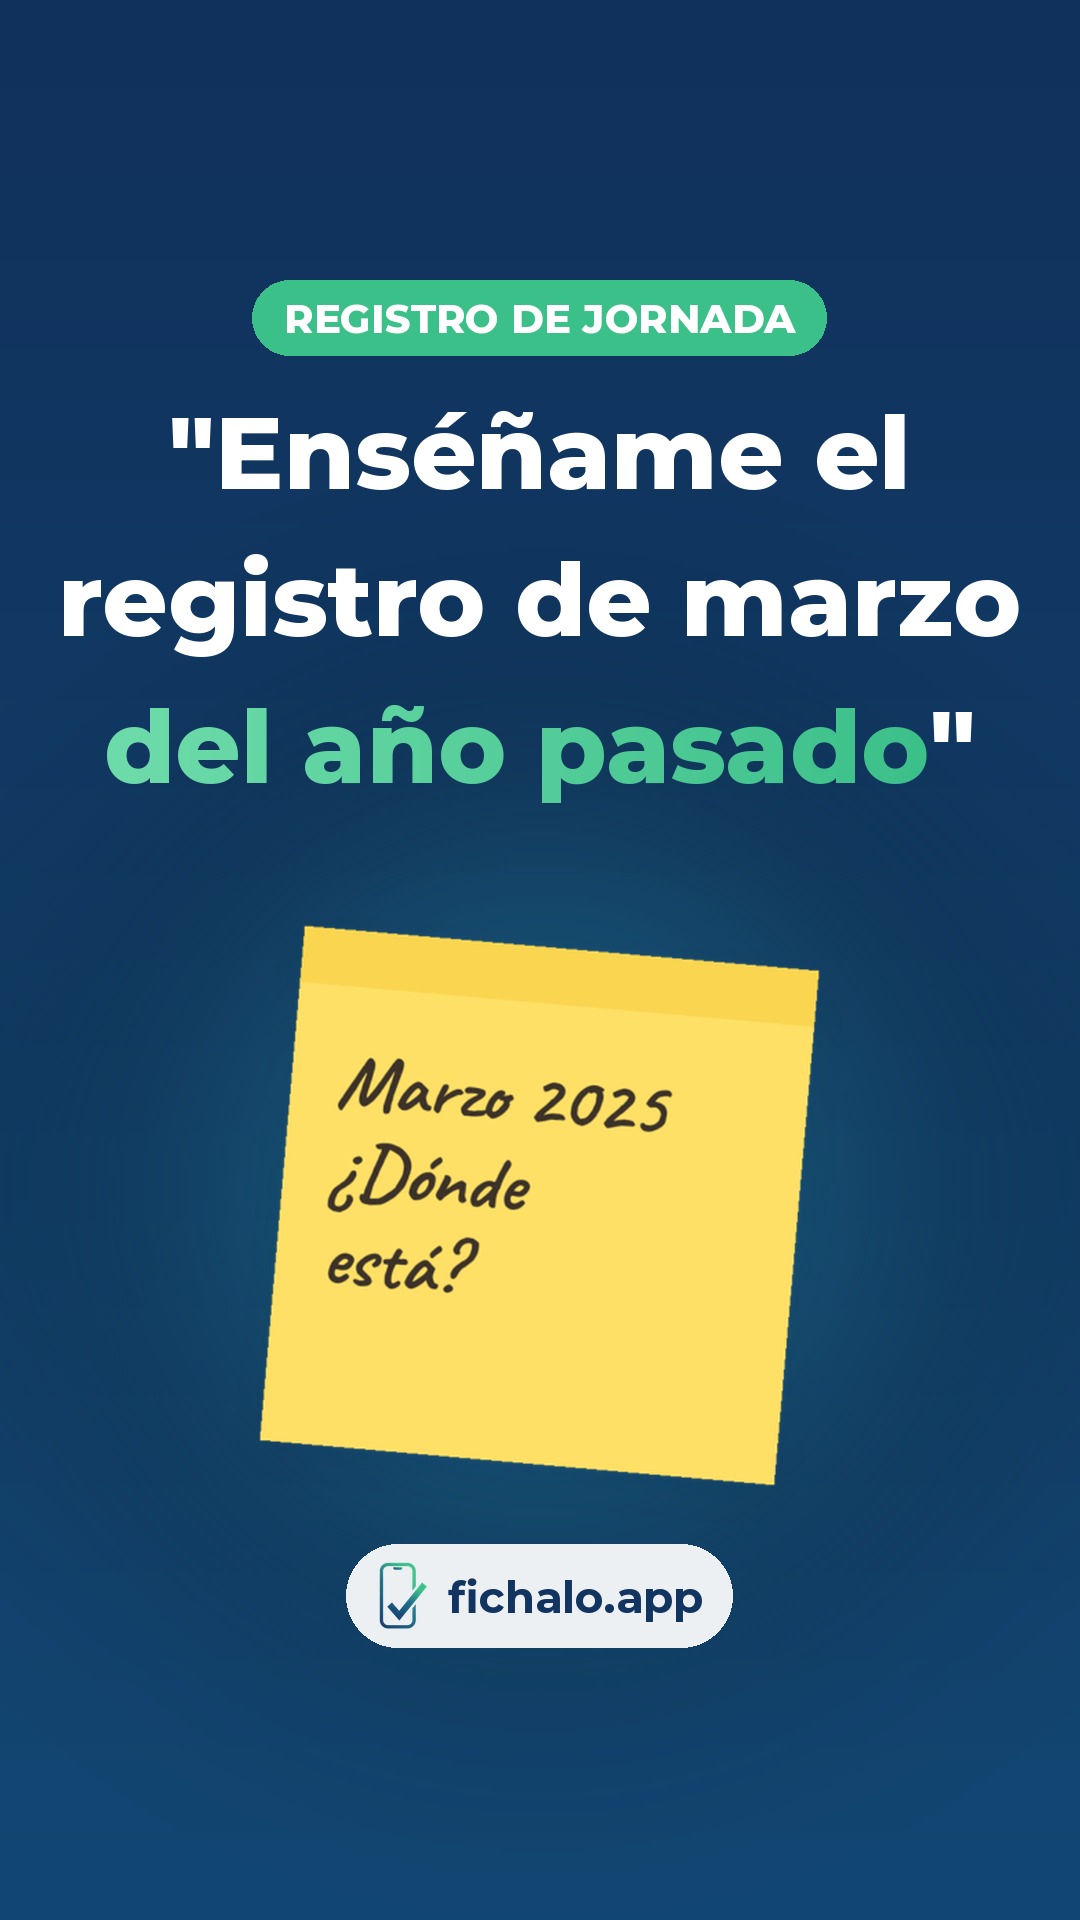 REGISTRO DE JORNADA
"Enséñame el
registro de marzo
del año pasado"
Marzo 2025
¿Dónde
está?
fichalo.app